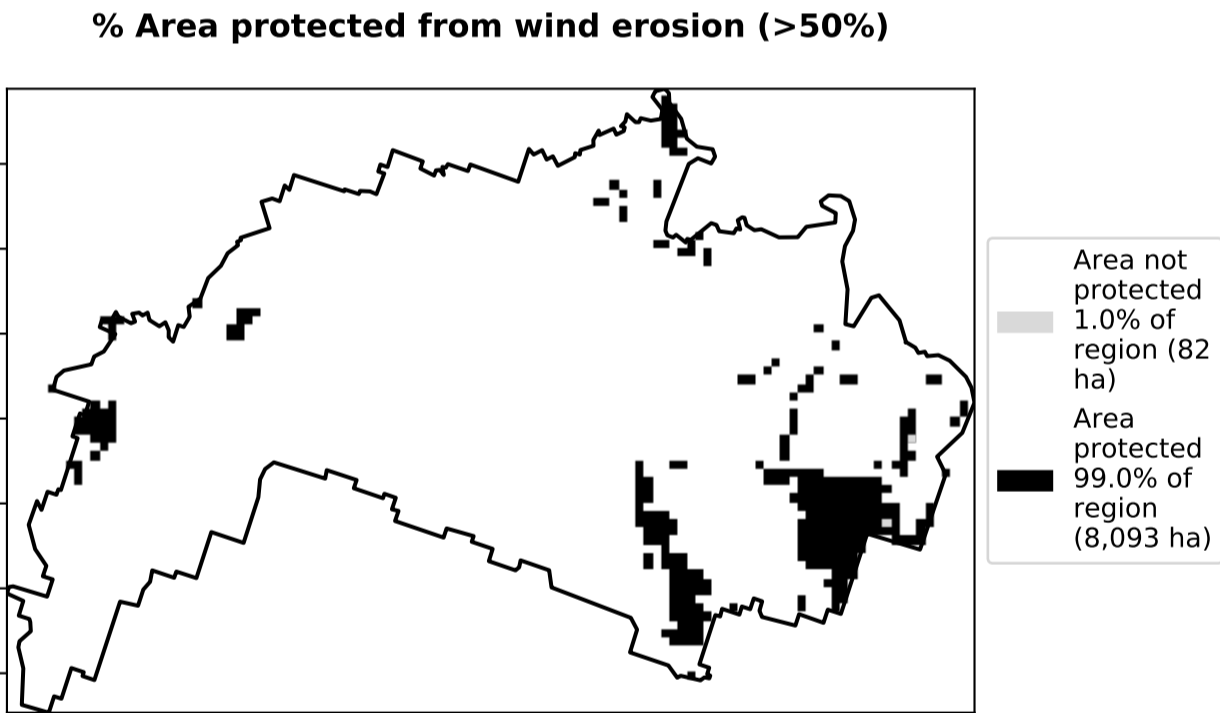 % Area protected from wind erosion (>50%)
Area not
protected
1.0% of
region (82
ha)
Area
protected
99.0% of
region
(8,093 ha)